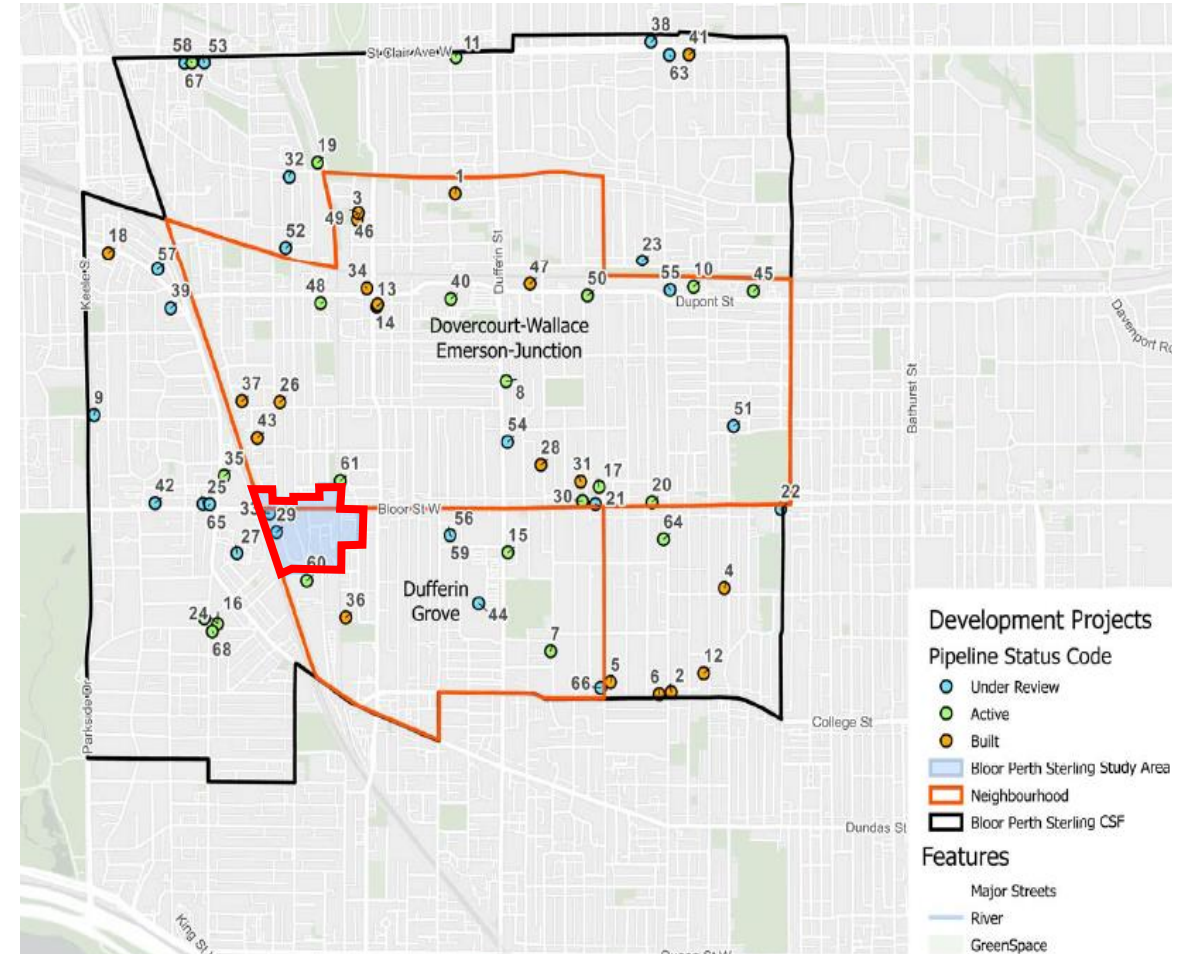 38
58
53
11
41
St Clair Ave W
67
63
19
32
1
3
49
46
18
52
57
23
34
47
55
10
45
Keele S
39
48
13
40
50
14
Dufferin St
Dupont St
Dovercourt-Wallace
Emerson-Junction
Davenport Rd
8
37
26
9
43
51
Bathurst St
54
28
35
61
31
17
42
25
30
21
20
22
65
33
29
Bloor St W
56
64
27
59
15
60
4
Dufferin
Grove
16
24
36
44
68
7
5
12
66
6
2
Parkside Dr
College St
Dundas St
King St
Development Projects
Pipeline Status Code
Under Review
Active
Built
Bloor Perth Sterling Study Area
Neighbourhood
Bloor Perth Sterling CSF
Features
Major Streets
River
GreenSpace